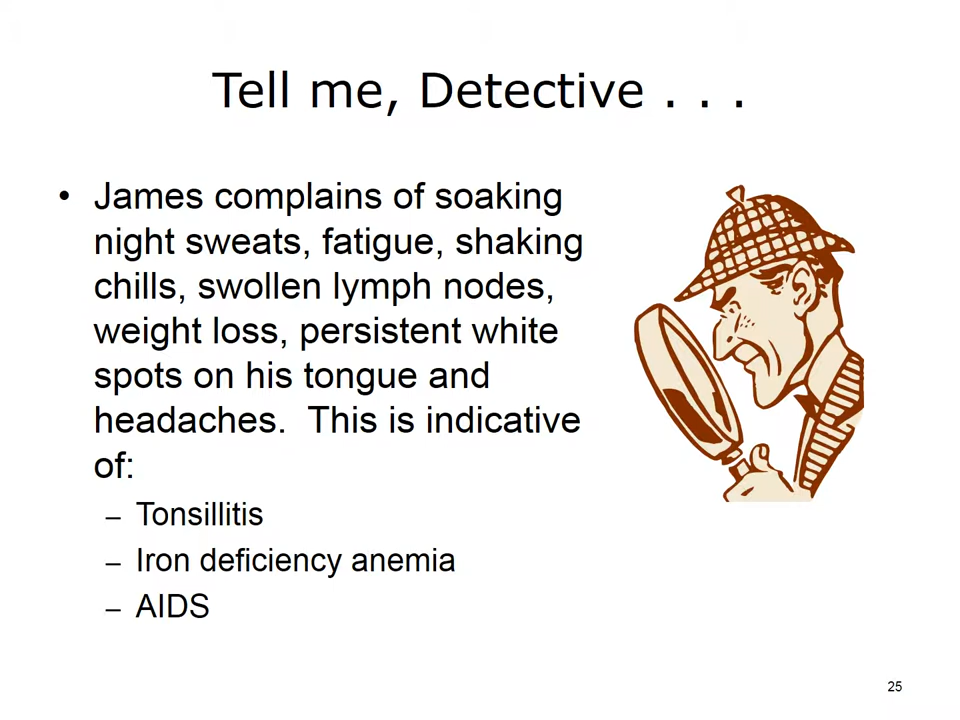 Tell me, Detective . . .
• James complains of soaking
night sweats, fatigue, shaking
chills, swollen lymph nodes,
weight loss, persistent white
spots on his tongue and
headaches.  This is indicative
of:
– Tonsillitis
– Iron deficiency anemia
– AIDS
25